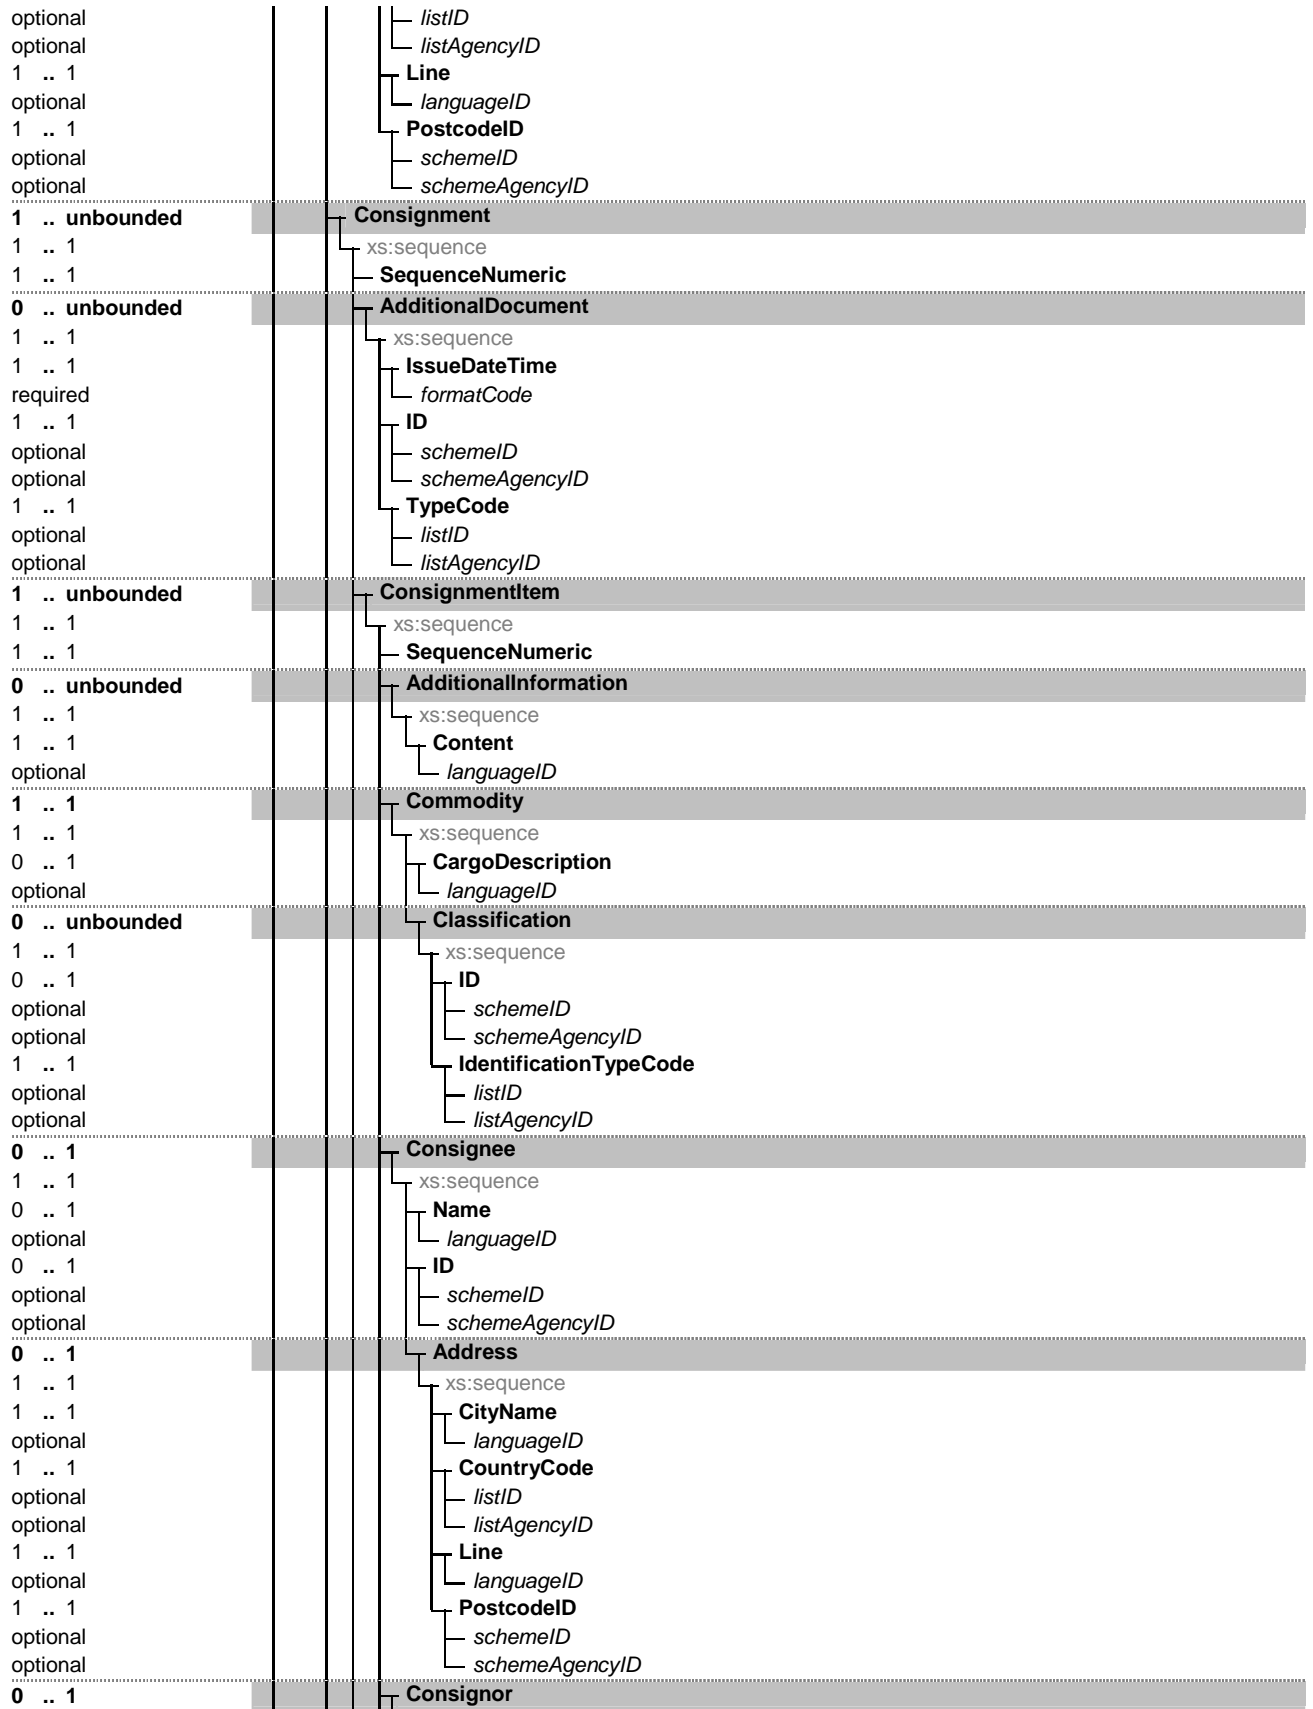 optional listID
optional listAgencyID
1 .. 1 Line
optional languageID
1 .. 1 PostcodeID
optional schemeID
optional schemeAgencyID
1 .. unbounded Consignment
1 .. 1 xs:sequence
1 .. 1 SequenceNumeric
0 .. unbounded AdditionalDocument
1 .. 1 xs:sequence
1 .. 1 IssueDateTime
required formatCode
1 .. 1 ID
optional schemeID
optional schemeAgencyID
1 .. 1 TypeCode
optional listID
optional listAgencyID
1 .. unbounded ConsignmentItem
1 .. 1 xs:sequence
1 .. 1 SequenceNumeric
0 .. unbounded AdditionalInformation
1 .. 1 xs:sequence
1 .. 1 Content
optional languageID
1 .. 1 Commodity
1 .. 1 xs:sequence
0 .. 1 CargoDescription
optional languageID
0 .. unbounded Classification
1 .. 1 xs:sequence
0 .. 1 ID
optional schemeID
optional schemeAgencyID
1 .. 1 IdentificationTypeCode
optional listID
optional listAgencyID
0 .. 1 Consignee
1 .. 1 xs:sequence
0 .. 1 Name
optional languageID
0 .. 1 ID
optional schemeID
optional schemeAgencyID
0 .. 1 Address
1 .. 1 xs:sequence
1 .. 1 CityName
optional languageID
1 .. 1 CountryCode
optional listID
optional listAgencyID
1 .. 1 Line
optional languageID
1 .. 1 PostcodeID
optional schemeID
optional schemeAgencyID
0 .. 1 Consignor